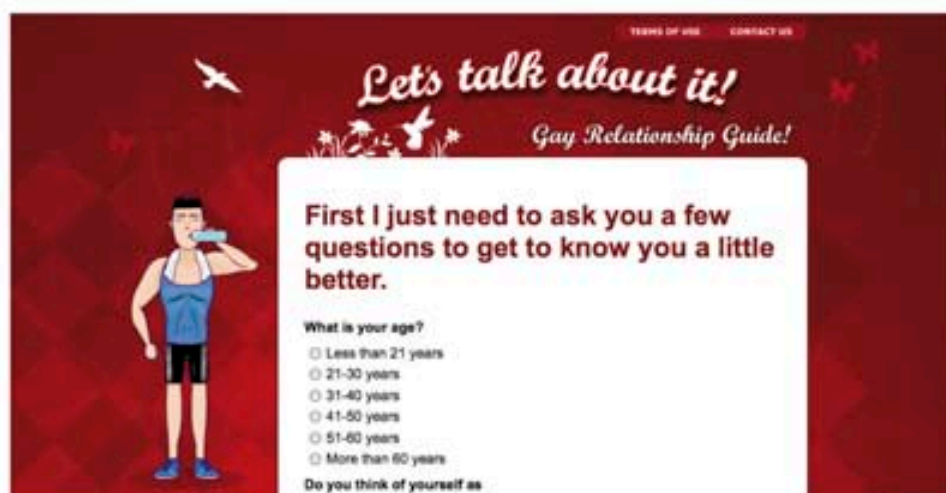 TERMS OF USE CONTACT US
Let's talk about it!
Gay Relationship Guide!
First I just need to ask you a few
questions to get to know you a little
better.
What is your age?
Less than 21 years
21-30 years
31-40 years
41-50 years
51-60 years
More than 60 years
Do you think of yourself as